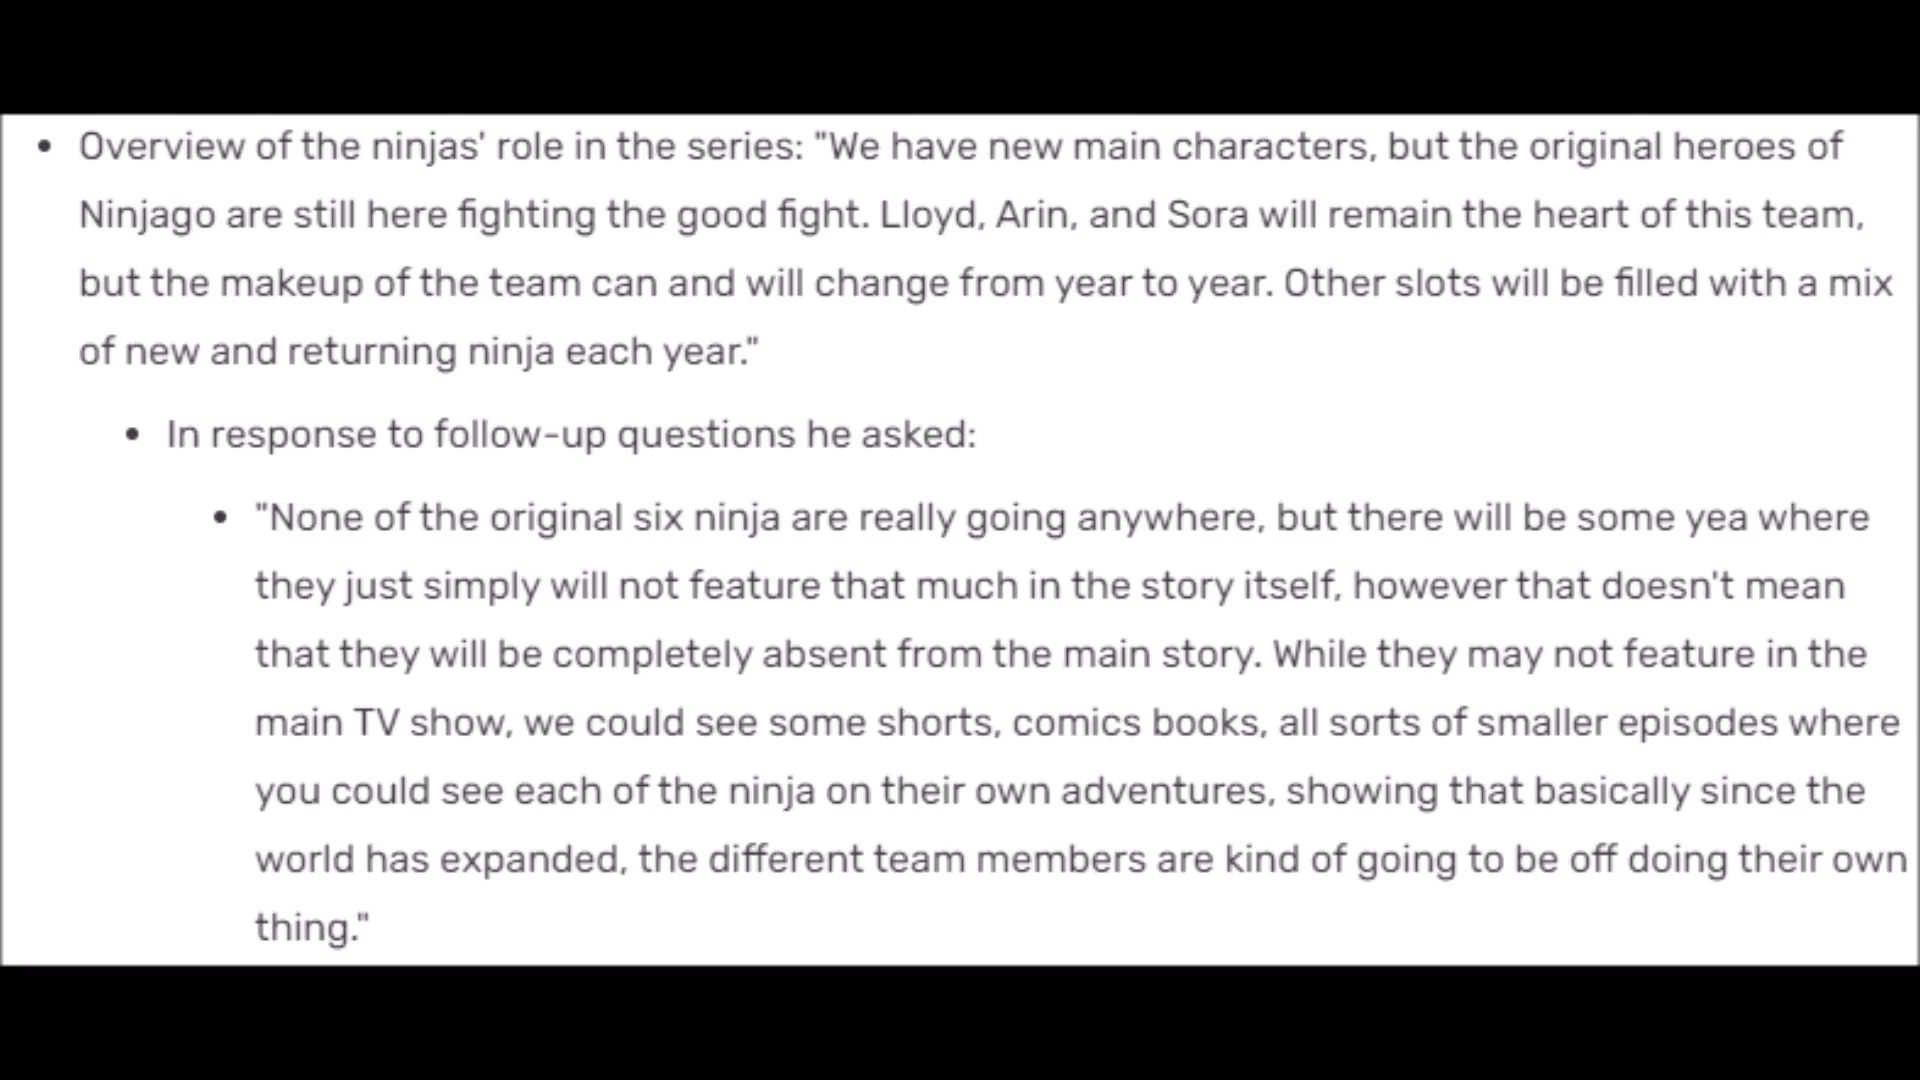 • Overview of the ninjas' role in the series: "We have new main characters, but the original heroes of
Ninjago are still here fighting the good fight. Lloyd, Arin, and Sora will remain the heart of this team,
but the makeup of the team can and will change from year to year. Other slots will be filled with a mix
of new and returning ninja each year."
• In response to follow-up questions he asked:
• "None of the original six ninja are really going anywhere, but there will be some yea where
they just simply will not feature that much in the story itself, however that doesn't mean
that they will be completely absent from the main story. While they may not feature in the
main TV show, we could see some shorts, comics books, all sorts of smaller episodes where
you could see each of the ninja on their own adventures, showing that basically since the
world has expanded, the different team members are kind of going to be off doing their own
thing."